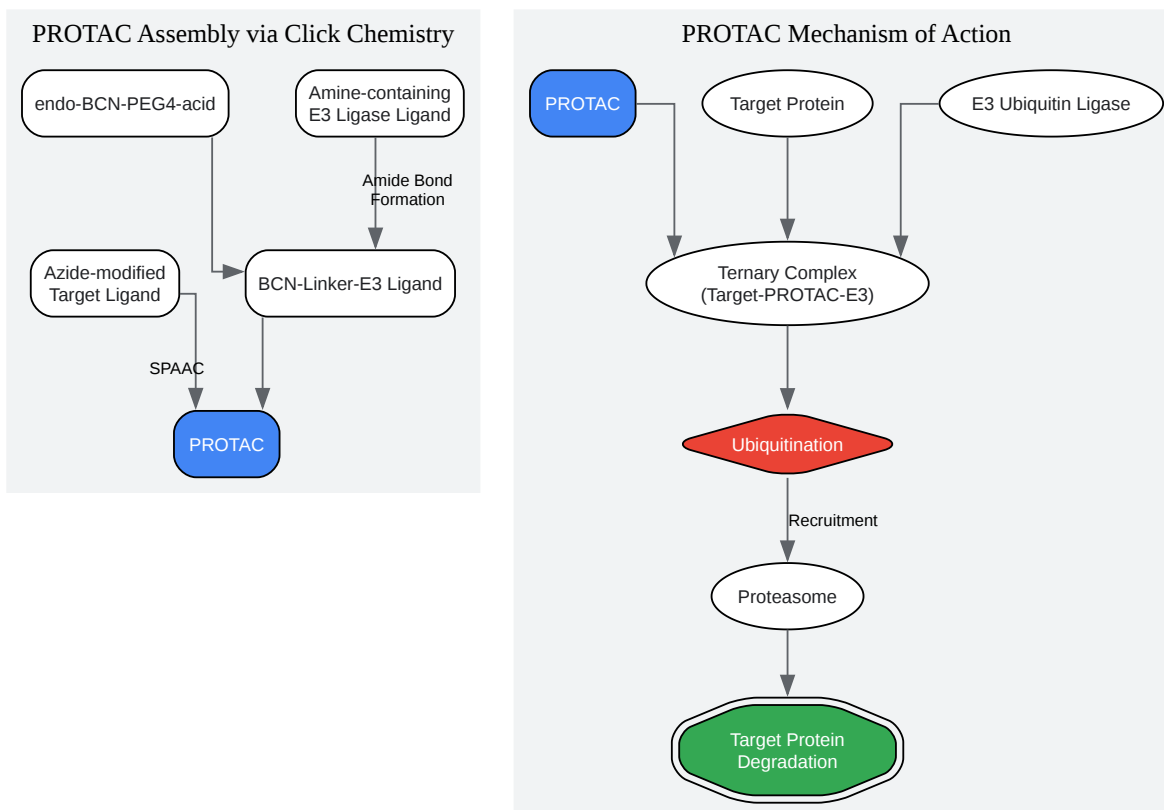 PROTAC Assembly via Click Chemistry
endo-BCN-PEG4-acid
Amine-containing
E3 Ligase Ligand
Amide Bond
Formation
Azide-modified
Target Ligand
BCN-Linker-E3 Ligand
SPAAC
PROTAC
PROTAC Mechanism of Action
PROTAC
Target Protein
E3 Ubiquitin Ligase
Ternary Complex
(Target-PROTAC-E3)
Ubiquitination
Recruitment
Proteasome
Target Protein
Degradation